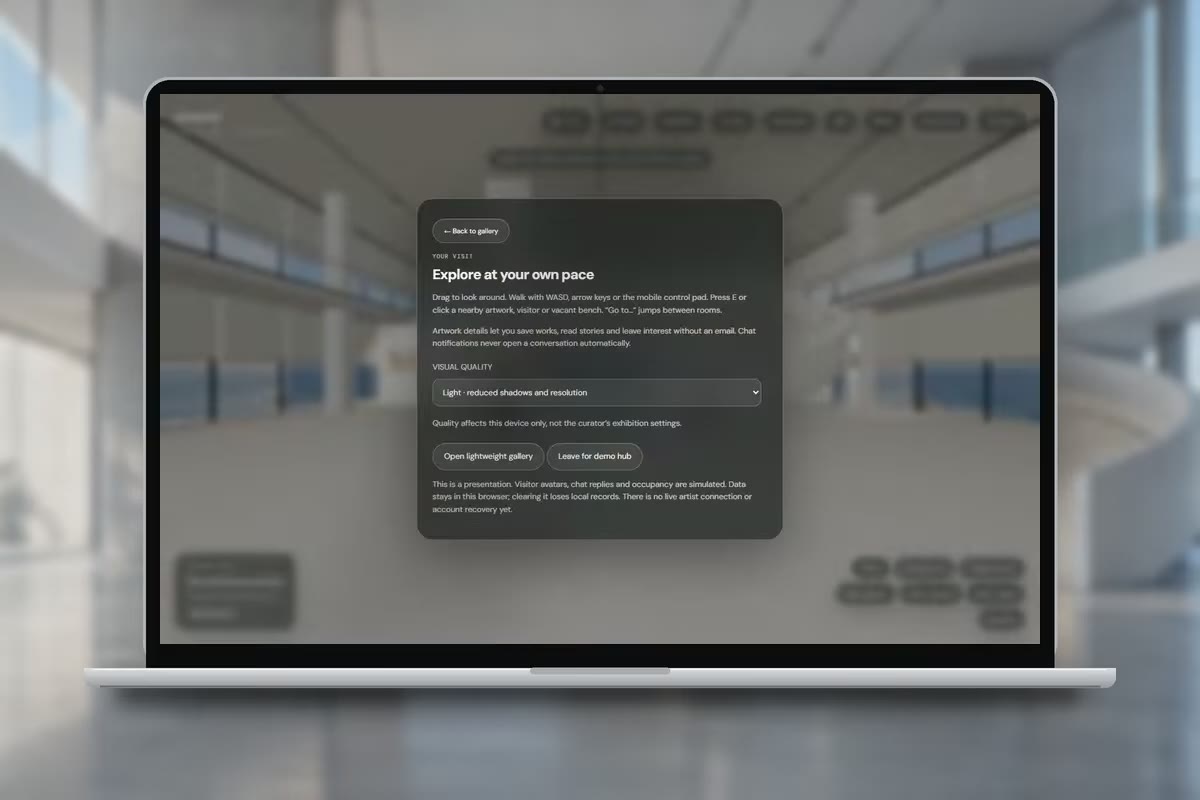 ← Back to gallery
YOUR VISIT
Explore at your own pace
Drag to look around. Walk with WASD, arrow keys or the mobile control pad. Press E or
click a nearby artwork, visitor or vacant bench. “Go to…” jumps between rooms.
Artwork details let you save works, read stories and leave interest without an email. Chat
notifications never open a conversation automatically.
VISUAL QUALITY
Light · reduced shadows and resolution
Quality affects this device only, not the curator’s exhibition settings.
Open lightweight gallery Leave for demo hub
This is a presentation. Visitor avatars, chat replies and occupancy are simulated. Data
stays in this browser; clearing it loses local records. There is no live artist connection or
account recovery yet.